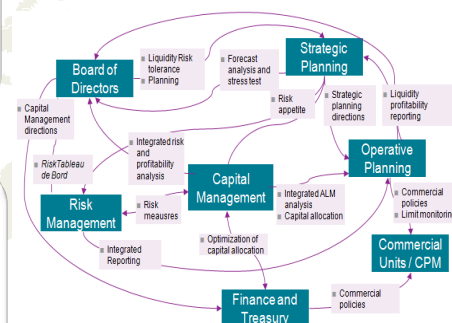 Board of
Directors
Liquidity Risk
tolerance
Planning
Forecast
analysis and
stress test
Strategic
Planning
Capital
Management
directions
Risk
appetite
Strategic
planning
directions
Liquidity
profitability
reporting
RiskTableau
de Bord
Integrated risk
and
profitability
analysis
Operative
Planning
Risk
Management
Risk
meausres
Capital
Management
Integrated ALM
analysis
Capital allocation
Commercial
policies
Limit monitorin
Integrated
Reporting
Optimization of
capital allocation
Commercial
Units / CPM
Finance and
Treasury
Commercial
policies